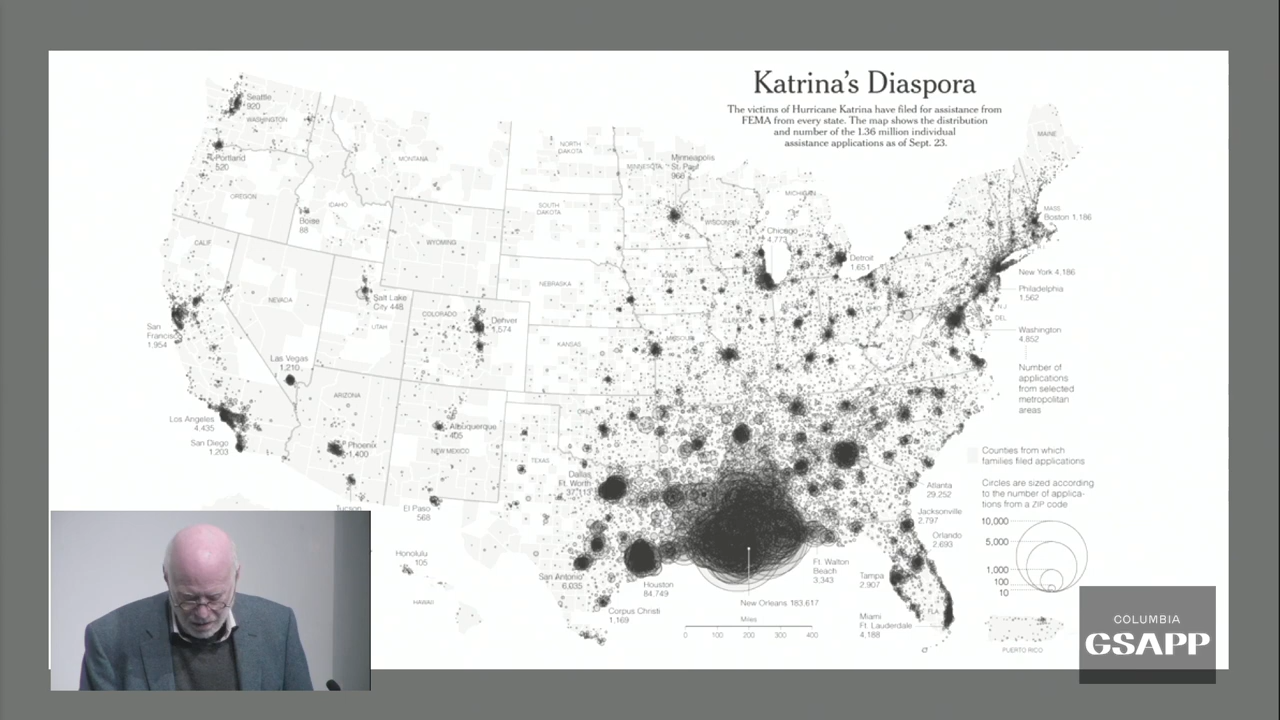 Katrina's Diaspora
The victims of Hurricane Katrina have filed for assistance from
FEMA from every state. The map shows the distribution
and number of the 1.36 million individual
assistance applications as of Sept. 23.
Seattle
920
WASHINGTON
Portland
520
OREGON
MONTANA
IDAHO
Boise
88
WYOMING
NORTH
DAKOTA
SOUTH
DAKOTA
MINNESOTA
Minneapolis
St. Paul
WISCONSIN
MICHIGAN
MAINE
N.Y.
MASS
Boston 1,186
CALIF
NEVADA
UTAH
Salt Lake
City 448
COLORADO
Denver
1,574
NEBRASKA
KANSAS
IOWA
ILLINOIS
MISSOURI
Chicago
4,773
Detroit
1,651
New York 4,186
Philadelphia
1,562
N.J.
DEL
Washington
4,852
Number of
applications
from selected
metropolitan
areas
San
Francisco
1,954
Las Vegas
1,210
ARIZONA
Los Angeles
4,435
San Diego
1,203
Phoenix
1,400
Albuquerque
405
NEW MEXICO
OKLA
TEXAS
Dallas
Ft. Worth
Tucson
El Paso
568
Honolulu
105
HAWAII
San Antonio
6,035
Houston
84,749
Corpus Christi
1,169
New Orleans 183,617
Miles
0 100 200 300 400
Ft. Walton
Beach
3,343
Atlanta
29,252
Jacksonville
2,797
Orlando
2,693
Tampa
2,907
Miami
Ft. Lauderdale
4,188
FLA
Counties from which
families filed applications
Circles are sized according
to the number of applica-
tions from a ZIP code
10,000
5,000
1,000
100
10
PUERTO RICO
COLUMBIA
GSAPP